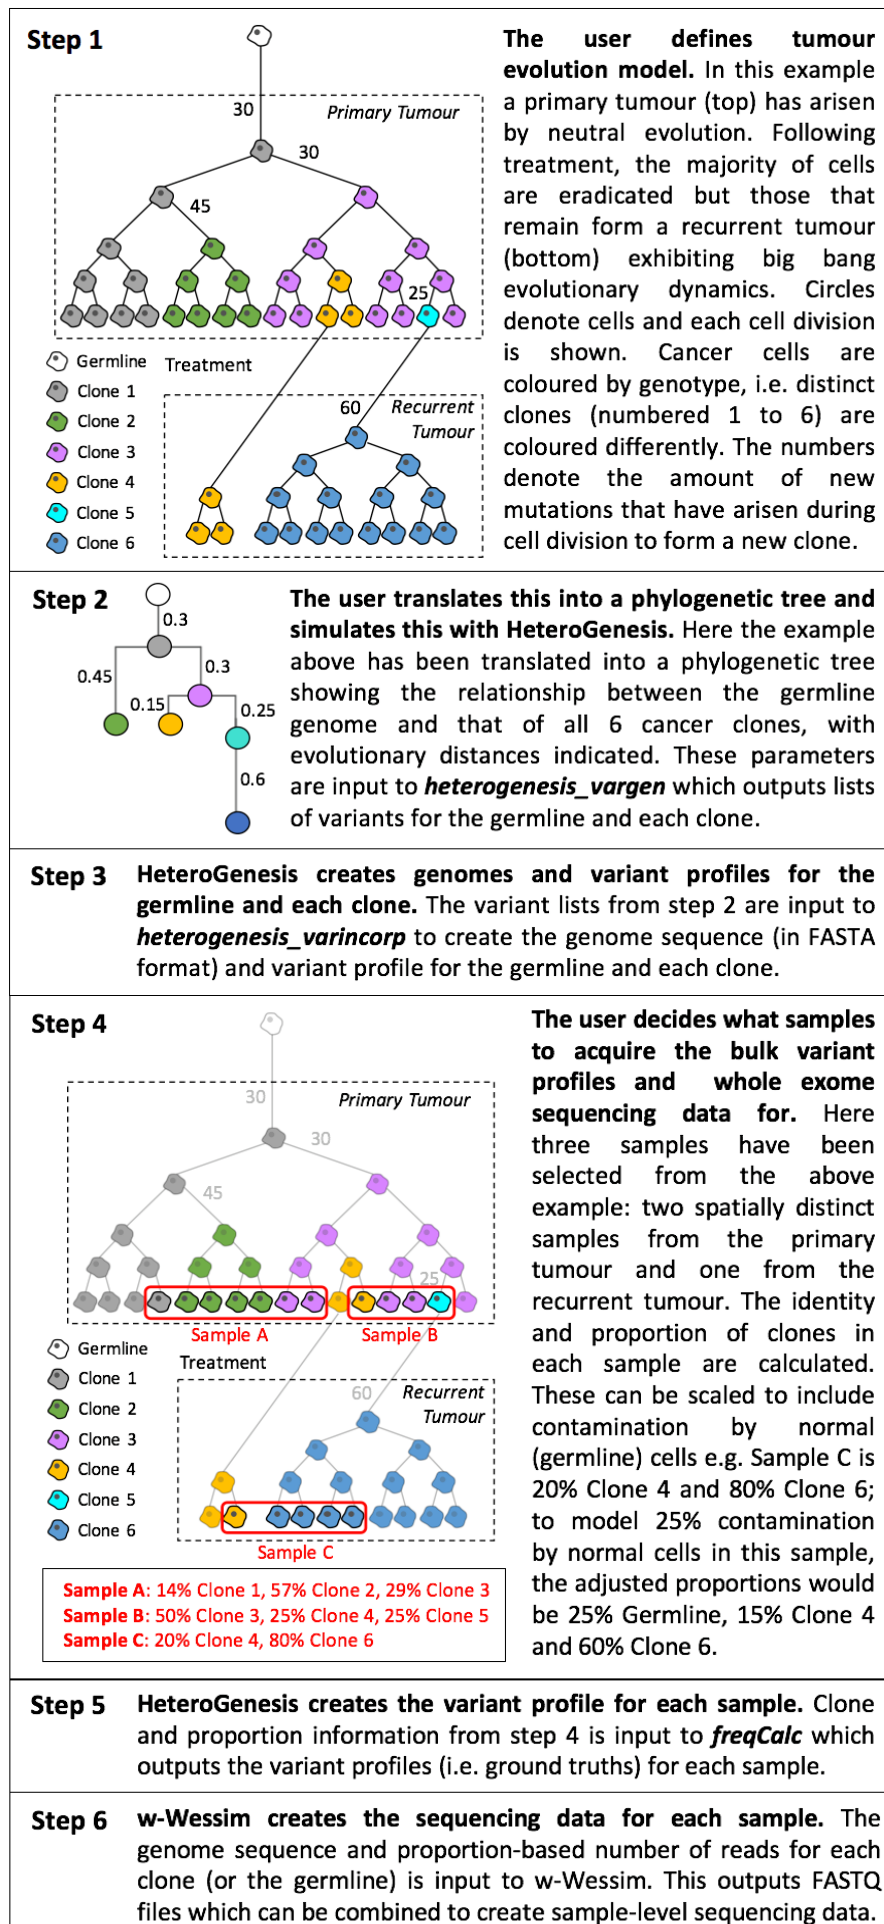 Step 1
30
Primary Tumour
30
45
25
Germline
Clone 1
Clone 2
Clone 3
Clone 4
Clone 5
Clone 6
Treatment
60
Recurrent
Tumour
The user defines tumour
evolution model. In this example
a primary tumour (top) has arisen
by neutral evolution. Following
treatment, the majority of cells
are eradicated but those that
remain form a recurrent tumour
(bottom) exhibiting big bang
evolutionary dynamics. Circles
denote cells and each cell division
is shown. Cancer cells are
coloured by genotype, i.e. distinct
clones (numbered 1 to 6) are
coloured differently. The numbers
denote the amount of new
mutations that have arisen during
cell division to form a new clone.
Step 2
0.3
0.45
0.3
0.15
0.25
0.6
The user translates this into a phylogenetic tree and
simulates this with HeteroGenesis. Here the example
above has been translated into a phylogenetic tree
showing the relationship between the germline
genome and that of all 6 cancer clones, with
evolutionary distances indicated. These parameters
are input to heterogenesis_vargen which outputs lists
of variants for the germline and each clone.
Step 3
HeteroGenesis creates genomes and variant profiles for the
germline and each clone. The variant lists from step 2 are input to
heterogenesis_varincorp to create the genome sequence (in FASTA
format) and variant profile for the germline and each clone.
Step 4
30
Primary Tumour
30
45
25
Sample A
Sample B
Germline
Clone 1
Clone 2
Clone 3
Clone 4
Clone 5
Clone 6
Treatment
60
Recurrent
Tumour
Sample C
Sample A: 14% Clone 1, 57% Clone 2, 29% Clone 3
Sample B: 50% Clone 3, 25% Clone 4, 25% Clone 5
Sample C: 20% Clone 4, 80% Clone 6
The user decides what samples
to acquire the bulk variant
profiles and whole exome
sequencing data for. Here
three samples have been
selected from the above
example: two spatially distinct
samples from the primary
tumour and one from the
recurrent tumour. The identity
and proportion of clones in
each sample are calculated.
These can be scaled to include
contamination by normal
(germline) cells e.g. Sample C is
20% Clone 4 and 80% Clone 6;
to model 25% contamination
by normal cells in this sample,
the adjusted proportions would
be 25% Germline, 15% Clone 4
and 60% Clone 6.
Step 5
HeteroGenesis creates the variant profile for each sample. Clone
and proportion information from step 4 is input to freqCalc which
outputs the variant profiles (i.e. ground truths) for each sample.
Step 6
w-Wessim creates the sequencing data for each sample. The
genome sequence and proportion-based number of reads for each
clone (or the germline) is input to w-Wessim. This outputs FASTQ
files which can be combined to create sample-level sequencing data.